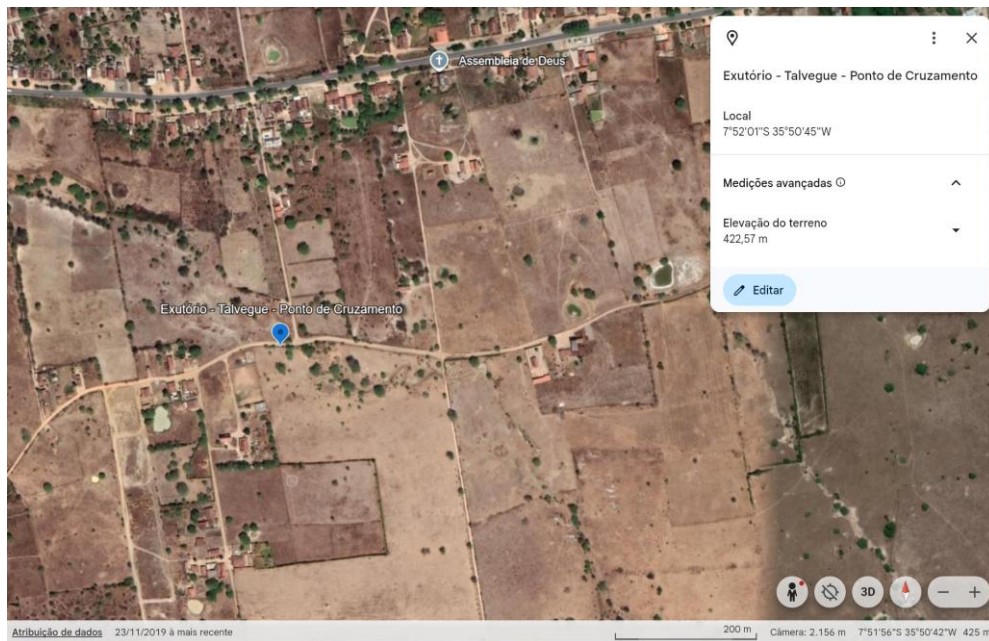 Assembleia de Deus
Exutório - Talvegue - Ponto de Cruzamento
Exutório - Talvegue - Ponto de Cruzamento
Local
7°52'01"S 35°50'45"W
Medições avançadas
Elevação do terreno
422,57 m
Editar
3D
Atribuição de dados 23/11/2019 à mais recente
200 m
Câmera: 2.156 m 7°51'56"S 35°50'42"W 425 m